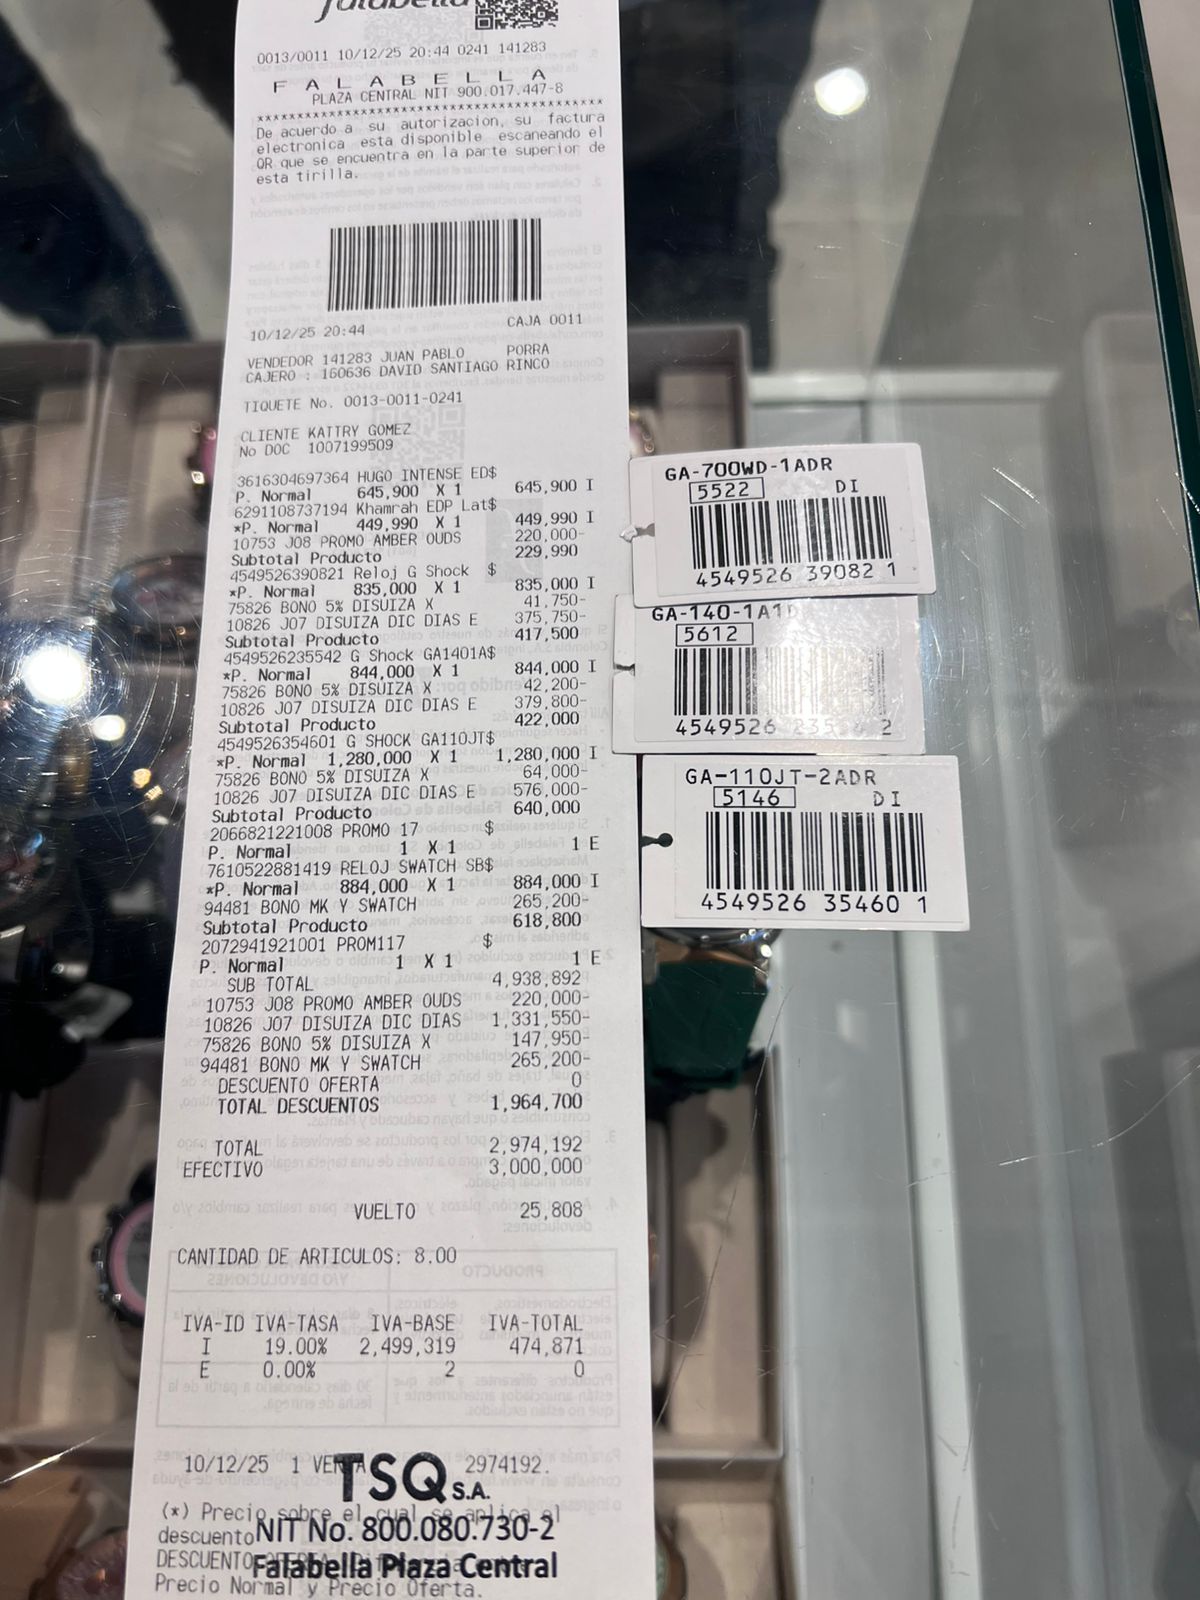 falabella
0013/0011 10/12/25 20:44 0241 141283
F A L A B E L L A
PLAZA CENTRAL NIT 900.017.447-8
****************************************
De acuerdo a su autorizacion, su factura
electronica esta disponible escaneando el
QR que se encuentra en la parte superior de
esta tirilla.
10/12/25 20:44 CAJA 0011
VENDEDOR 141283 JUAN PABLO PORRA
CAJERO : 160636 DAVID SANTIAGO RINCO
TIQUETE No. 0013-0011-0241
CLIENTE KATTRY GOMEZ
No DOC 1007199509
3616304697364 HUGO INTENSE ED$
P. Normal 645,900 X 1 645,900 I
6291108737194 Khamrah EDP Lat$
*P. Normal 449,990 X 1 449,990 I
10753 J08 PROMO AMBER OUDS 220,000-
Subtotal Producto 229,990
4549526390821 Reloj G Shock $
*P. Normal 835,000 X 1 835,000 I
75826 BONO 5% DISUIZA X 41,750-
10826 J07 DISUIZA DIC DIAS E 375,750-
Subtotal Producto 417,500
4549526235542 G Shock GA1401A$
*P. Normal 844,000 X 1 844,000 I
75826 BONO 5% DISUIZA X 42,200-
10826 J07 DISUIZA DIC DIAS E 379,800-
Subtotal Producto 422,000
4549526354601 G SHOCK GA110JT$
*P. Normal 1,280,000 X 1 1,280,000 I
75826 BONO 5% DISUIZA X 64,000-
10826 J07 DISUIZA DIC DIAS E 576,000-
Subtotal Producto 640,000
2066821221008 PROMO 17 $
P. Normal 1 X 1 1 E
7610522881419 RELOJ SWATCH SB$
*P. Normal 884,000 X 1 884,000 I
94481 BONO MK Y SWATCH 265,200-
Subtotal Producto 618,800
2072941921001 PROM117 $
P. Normal 1 X 1 1 E
SUB TOTAL 4,938,892
10753 J08 PROMO AMBER OUDS 220,000-
10826 J07 DISUIZA DIC DIAS 1,331,550-
75826 BONO 5% DISUIZA X 147,950-
94481 BONO MK Y SWATCH 265,200-
DESCUENTO OFERTA 0
TOTAL DESCUENTOS 1,964,700
TOTAL 2,974,192
EFECTIVO 3,000,000
VUELTO 25,808
CANTIDAD DE ARTICULOS: 8.00
IVA-ID IVA-TASA IVA-BASE IVA-TOTAL
I 19.00% 2,499,319 474,871
E 0.00% 2 0
10/12/25 1 VENTA 2974192.
TSQ S.A.
(*) Precio sobre el cual se aplica el
descuento
NIT No. 800.080.730-2
DESCUENTO
Falabella Plaza Central
Precio Normal y Precio Oferta.
GA-700WD-1ADR
5522 DI
4549526 39082 1
GA-140-1A1D
5612
4549526 2
GA-110JT-2ADR
5146 DI
4549526 35460 1